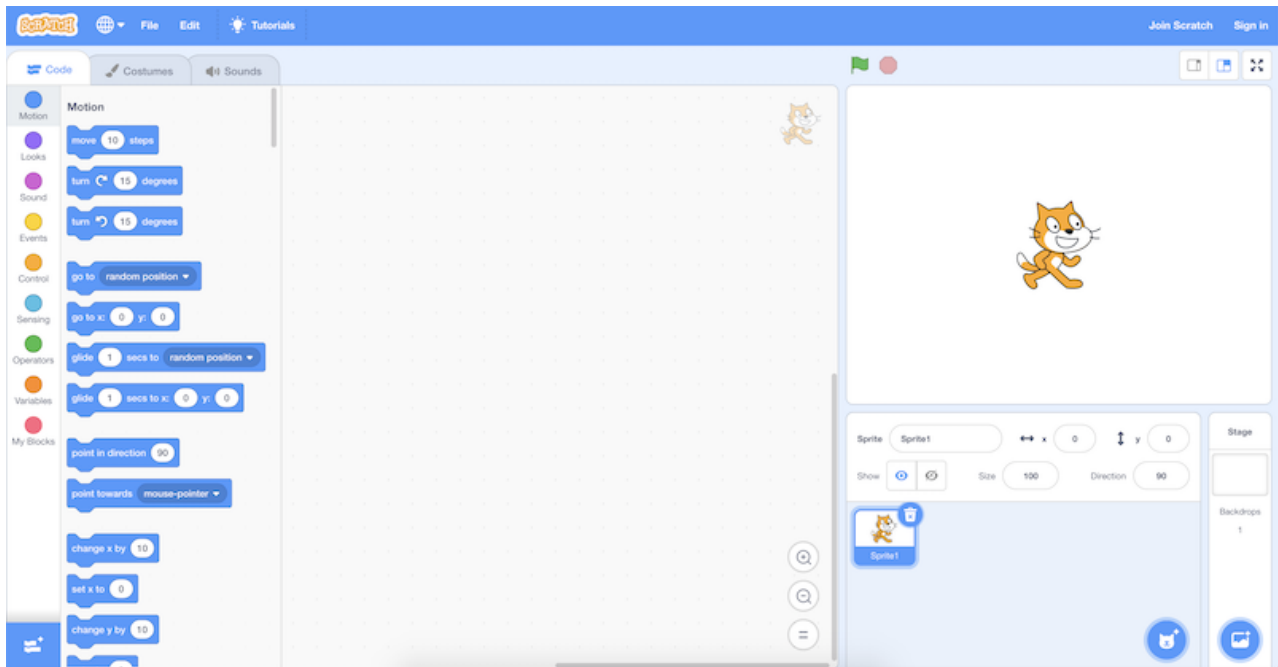 SCRATCH File Edit Tutorials Join Scratch Sign in
Code Costumes Sounds
Motion
Looks
Sound
Events
Control
Sensing
Operators
Variables
My Blocks
Motion
move 10 steps
turn 15 degrees
turn 15 degrees
go to random position
go to x: 0 y: 0
glide 1 secs to random position
glide 1 secs to x: 0 y: 0
point in direction 90
point towards mouse-pointer
change x by 10
set x to 0
change y by 10
Sprite Sprite1 x 0 y 0
Show Size 100 Direction 90
Sprite1
Stage
Backdrops
1